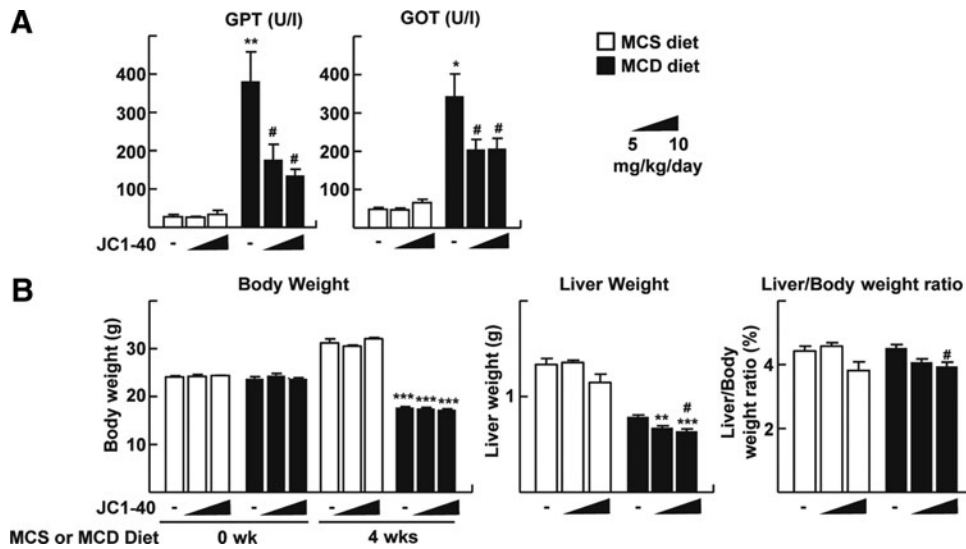 A
GPT (U/l)
GOT (U/l)
MCS diet
MCD diet
400
300
200
100
**
#
#
400
300
200
100
*
#
#
5 10
mg/kg/day
JC1-40 - -
- -
B
Body Weight
Liver Weight
Liver/Body weight ratio
Body weight (g)
30
20
10
*** *** ***
Liver weight (g)
1
**
#
***
Liver/Body
weight ratio (%)
4
2
#
JC1-40 - - - -
- -
- -
MCS or MCD Diet 0 wk 4 wks